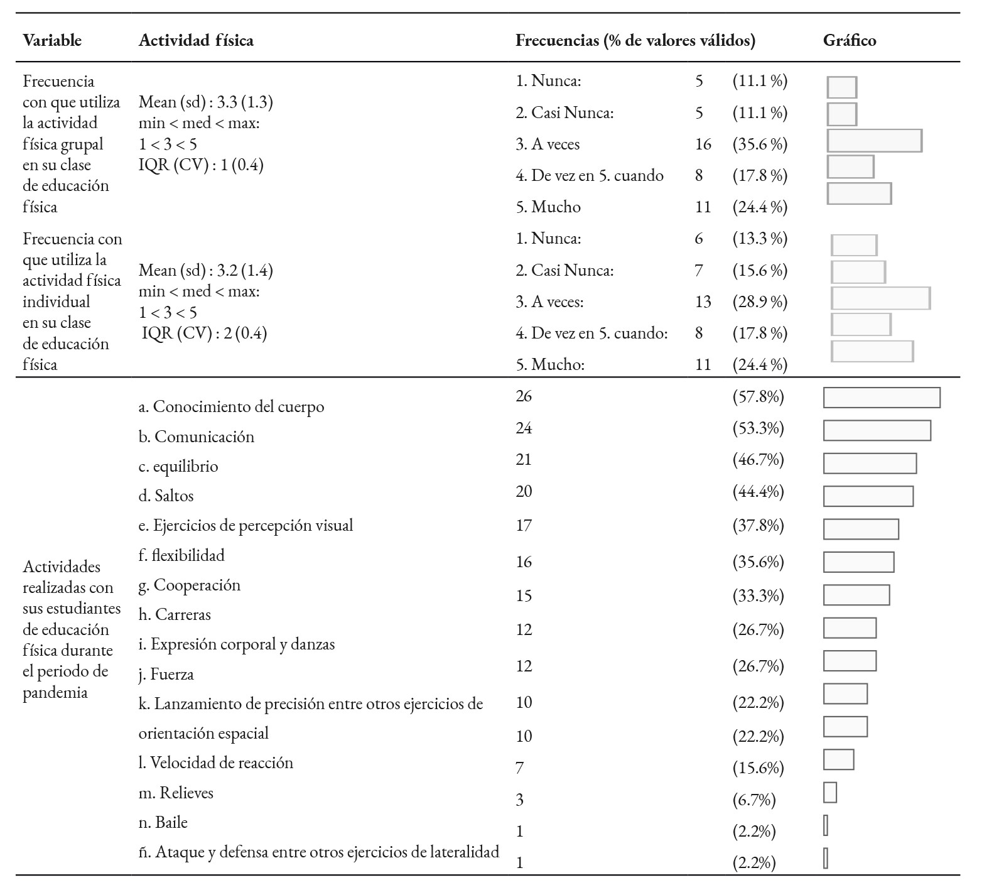 Variable Actividad física Frecuencias (% de valores válidos) Gráfico
Frecuencia
con que utiliza
la actividad
física grupal
en su clase
de educación
física
Mean (sd) : 3.3 (1.3)
min < med < max:
1 < 3 < 5
IQR (CV) : 1 (0.4)
1. Nunca: 5 (11.1 %)
2. Casi Nunca: 5 (11.1 %)
3. A veces 16 (35.6 %)
4. De vez en 5. cuando 8 (17.8 %)
5. Mucho 11 (24.4 %)
Frecuencia con
que utiliza la
actividad física
individual
en su clase
de educación
física
Mean (sd) : 3.2 (1.4)
min < med < max:
1 < 3 < 5
IQR (CV) : 2 (0.4)
1. Nunca: 6 (13.3 %)
2. Casi Nunca: 7 (15.6 %)
3. A veces: 13 (28.9 %)
4. De vez en 5. cuando: 8 (17.8 %)
5. Mucho: 11 (24.4 %)
Actividades
realizadas con
sus estudiantes
de educación
física durante
el periodo de
pandemia
a. Conocimiento del cuerpo
b. Comunicación
c. equilibrio
d. Saltos
e. Ejercicios de percepción visual
f. flexibilidad
g. Cooperación
h. Carreras
i. Expresión corporal y danzas
j. Fuerza
k. Lanzamiento de precisión entre otros ejercicios de
orientación espacial
l. Velocidad de reacción
m. Relieves
n. Baile
ñ. Ataque y defensa entre otros ejercicios de lateralidad
26 (57.8%)
24 (53.3%)
21 (46.7%)
20 (44.4%)
17 (37.8%)
16 (35.6%)
15 (33.3%)
12 (26.7%)
12 (26.7%)
10 (22.2%)
10 (22.2%)
7 (15.6%)
3 (6.7%)
1 (2.2%)
1 (2.2%)